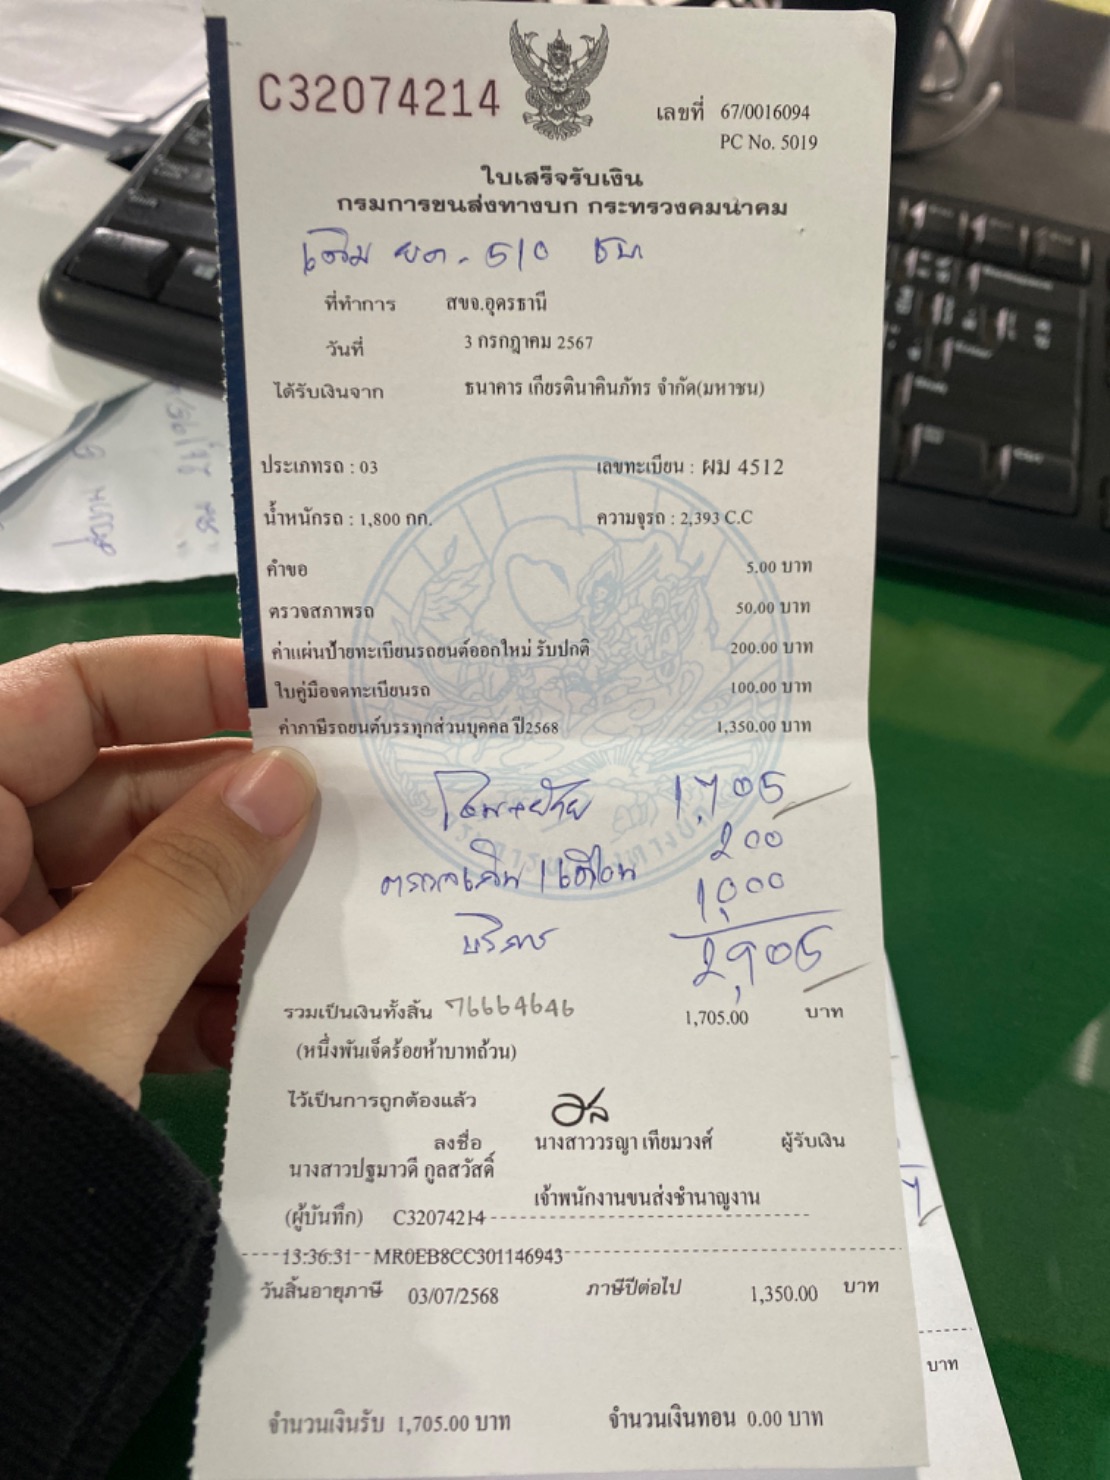 C32074214
เลขที่ 67/0016094
PC No. 5019
ใบเสร็จรับเงิน
กรมการขนส่งทางบก กระทรวงคมนาคม
เดิม ยด. 510 ชบ
ที่ทำการ สขจ.อุดรธานี
วันที่ 3 กรกฎาคม 2567
ได้รับเงินจาก ธนาคาร เกียรตินาคินภัทร จำกัด(มหาชน)
ประเภทรถ : 03 เลขทะเบียน : ผม 4512
น้ำหนักรถ : 1,800 กก. ความจุรถ : 2,393 C.C
คำขอ 5.00 บาท
ตรวจสภาพรถ 50.00 บาท
ค่าแผ่นป้ายทะเบียนรถยนต์ออกใหม่ รับปกติ 200.00 บาท
ใบคู่มือจดทะเบียนรถ 100.00 บาท
ค่าภาษีรถยนต์บรรทุกส่วนบุคคล ปี2568 1,350.00 บาท
1,705
200
1,000
บริการ
2,905
รวมเป็นเงินทั้งสิ้น 76664646 1,705.00 บาท
(หนึ่งพันเจ็ดร้อยห้าบาทถ้วน)
ไว้เป็นการถูกต้องแล้ว
ลงชื่อ นางสาววรญา เทียมวงศ์ ผู้รับเงิน
นางสาวปฐมาวดี กูลสวัสดิ์
เจ้าพนักงานขนส่งชำนาญงาน
(ผู้บันทึก) C32074214
13:36:31 MR0EB8CC301146943
วันสิ้นอายุภาษี 03/07/2568 ภาษีปีต่อไป 1,350.00 บาท
บาท
จำนวนเงินรับ 1,705.00 บาท จำนวนเงินทอน 0.00 บาท